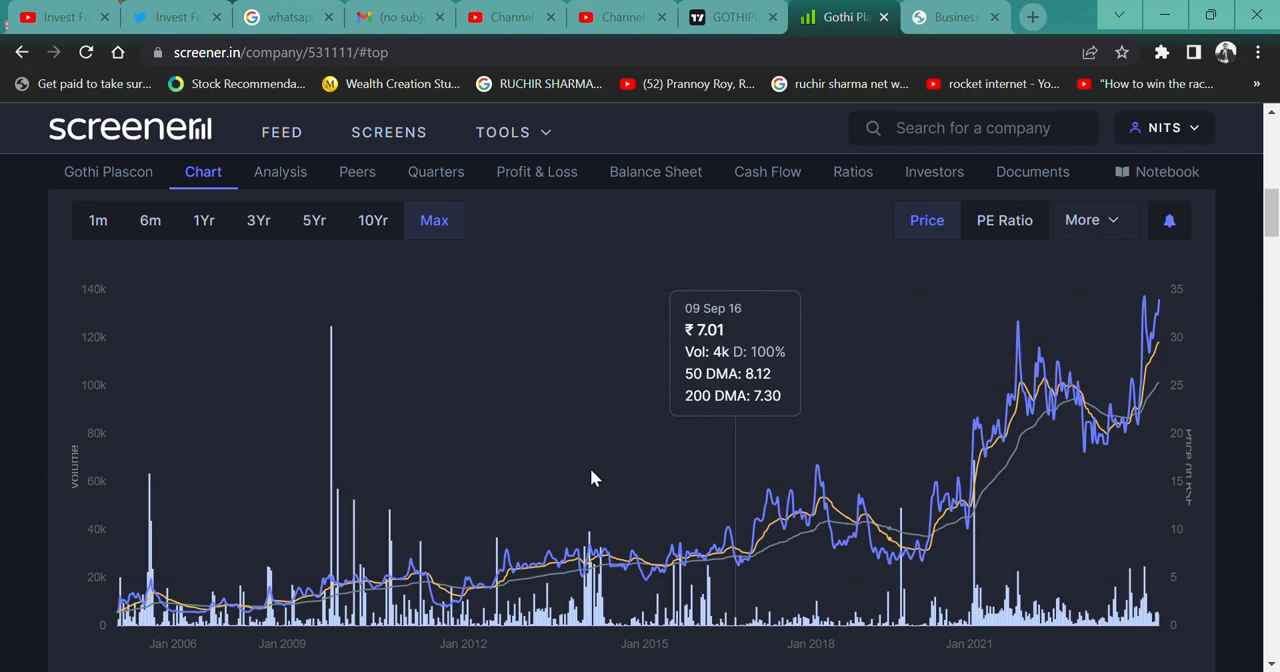 Invest Fo
Invest Fo
whatsap
(no subj
Channel
Channel
GOTHIPL
Gothi Pla
Business
screener.in/company/531111/#top
Get paid to take sur...
Stock Recommenda...
Wealth Creation Stu...
RUCHIR SHARMA...
(52) Prannoy Roy, R...
ruchir sharma net w...
rocket internet - Yo...
"How to win the rac...
»
screener
FEED
SCREENS
TOOLS
Search for a company
NITS
Gothi Plascon
Chart
Analysis
Peers
Quarters
Profit & Loss
Balance Sheet
Cash Flow
Ratios
Investors
Documents
Notebook
1m
6m
1Yr
3Yr
5Yr
10Yr
Max
Price
PE Ratio
More
140k
120k
100k
80k
60k
40k
20k
0
Volume
09 Sep 16
₹ 7.01
Vol: 4k D: 100%
50 DMA: 8.12
200 DMA: 7.30
35
30
25
20
15
10
5
0
Price on BSE
Jan 2006
Jan 2009
Jan 2012
Jan 2015
Jan 2018
Jan 2021